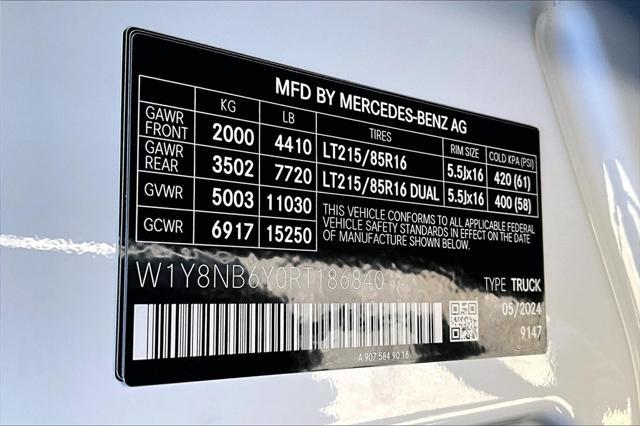 MFD BY MERCEDES-BENZ AG
KG LB TIRES RIM SIZE COLD KPA (PSI)
GAWR FRONT 2000 4410 LT215/85R16 5.5Jx16 420 (61)
GAWR REAR 3502 7720 LT215/85R16 DUAL 5.5Jx16 400 (58)
GVWR 5003 11030
GCWR 6917 15250
THIS VEHICLE CONFORMS TO ALL APPLICABLE FEDERAL
VEHICLE SAFETY STANDARDS IN EFFECT ON THE DATE
OF MANUFACTURE SHOWN BELOW.
W1Y8NB6Y0RT186840
TYPE TRUCK
05/2024
9147
A 907 584 90 16